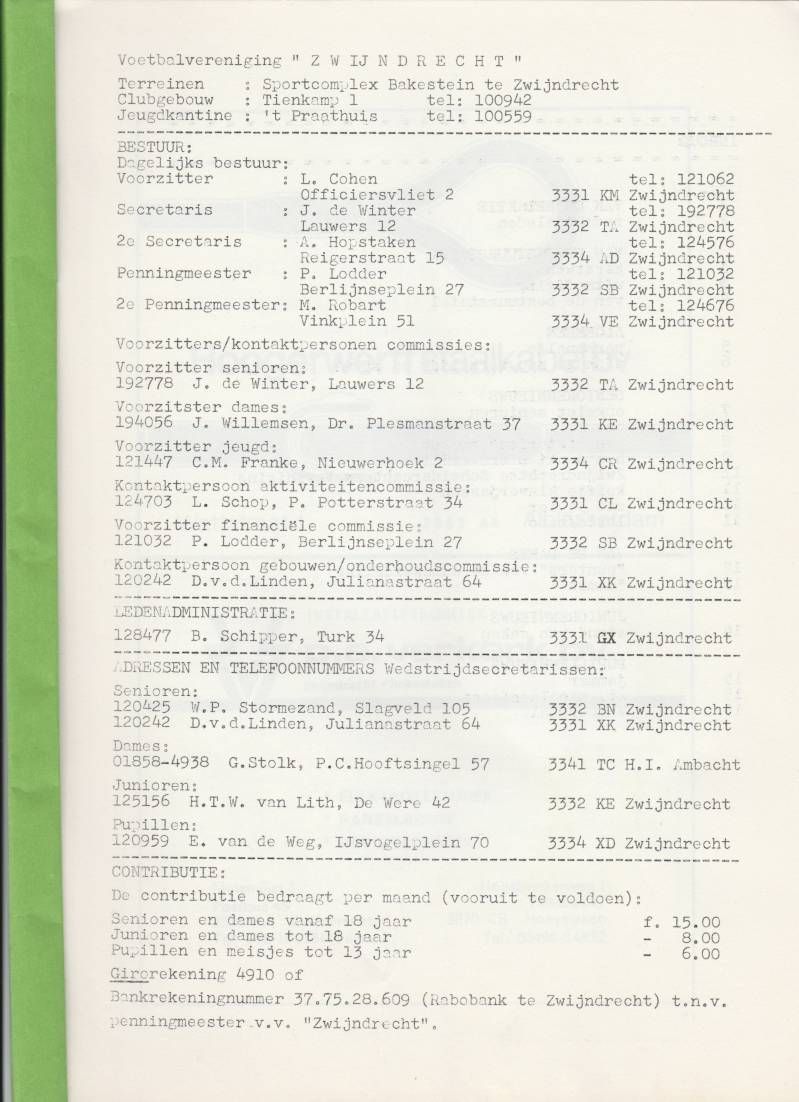 Voetbalvereniging " Z W IJ N D R E C H T "
Terreinen : Sportcomplex Bakestein te Zwijndrecht
Clubgebouw : Tienkamp 1 tel: 100942
Jeugdkantine : 't Praathuis tel: 100559
BESTUUR:
Dagelijks bestuur:
Voorzitter : L. Cohen tel: 121062
Officiersvliet 2 3331 KM Zwijndrecht
Secretaris : J. de Winter tel: 192778
Lauwers 12 3332 TA Zwijndrecht
2e Secretaris : A. Hopstaken tel: 124576
Reigerstraat 15 3334 AD Zwijndrecht
Penningmeester : P. Lodder tel: 121032
Berlijnseplein 27 3332 SB Zwijndrecht
2e Penningmeester: M. Robart tel: 124676
Vinkplein 51 3334 VE Zwijndrecht
Voorzitters/kontaktpersonen commissies:
Voorzitter senioren:
192778 J. de Winter, Lauwers 12 3332 TA Zwijndrecht
Voorzitster dames:
194056 J. Willemsen, Dr. Plesmanstraat 37 3331 KE Zwijndrecht
Voorzitter jeugd:
121447 C.M. Franke, Nieuwerhoek 2 3334 CR Zwijndrecht
Kontaktpersoon aktiviteitencommissie:
124703 L. Schop, P. Potterstraat 34 3331 CL Zwijndrecht
Voorzitter financiële commissie:
121032 P. Lodder, Berlijnseplein 27 3332 SB Zwijndrecht
Kontaktpersoon gebouwen/onderhoudscommissie:
120242 D.v.d.Linden, Julianastraat 64 3331 XK Zwijndrecht
LEDENADMINISTRATIE:
128477 B. Schipper, Turk 34 3331 GX Zwijndrecht
ADRESSEN EN TELEFOONNUMMERS Wedstrijdsecretarissen:
Senioren:
120425 W.P. Stormezand, Slagveld 105 3332 BN Zwijndrecht
120242 D.v.d.Linden, Julianastraat 64 3331 XK Zwijndrecht
Dames:
01858-4938 G.Stolk, P.C.Hooftsingel 57 3341 TC H.I. Ambacht
Junioren:
125156 H.T.W. van Lith, De Were 42 3332 KE Zwijndrecht
Pupillen:
120959 E. van de Weg, IJsvogelplein 70 3334 XD Zwijndrecht
CONTRIBUTIE:
De contributie bedraagt per maand (vooruit te voldoen):
Senioren en dames vanaf 18 jaar f. 15.00
Junioren en dames tot 18 jaar - 8.00
Pupillen en meisjes tot 13 jaar - 6.00
Girorekening 4910 of
Bankrekeningnummer 37.75.28.609 (Rabobank te Zwijndrecht) t.n.v.
penningmeester v.v. "Zwijndrecht".